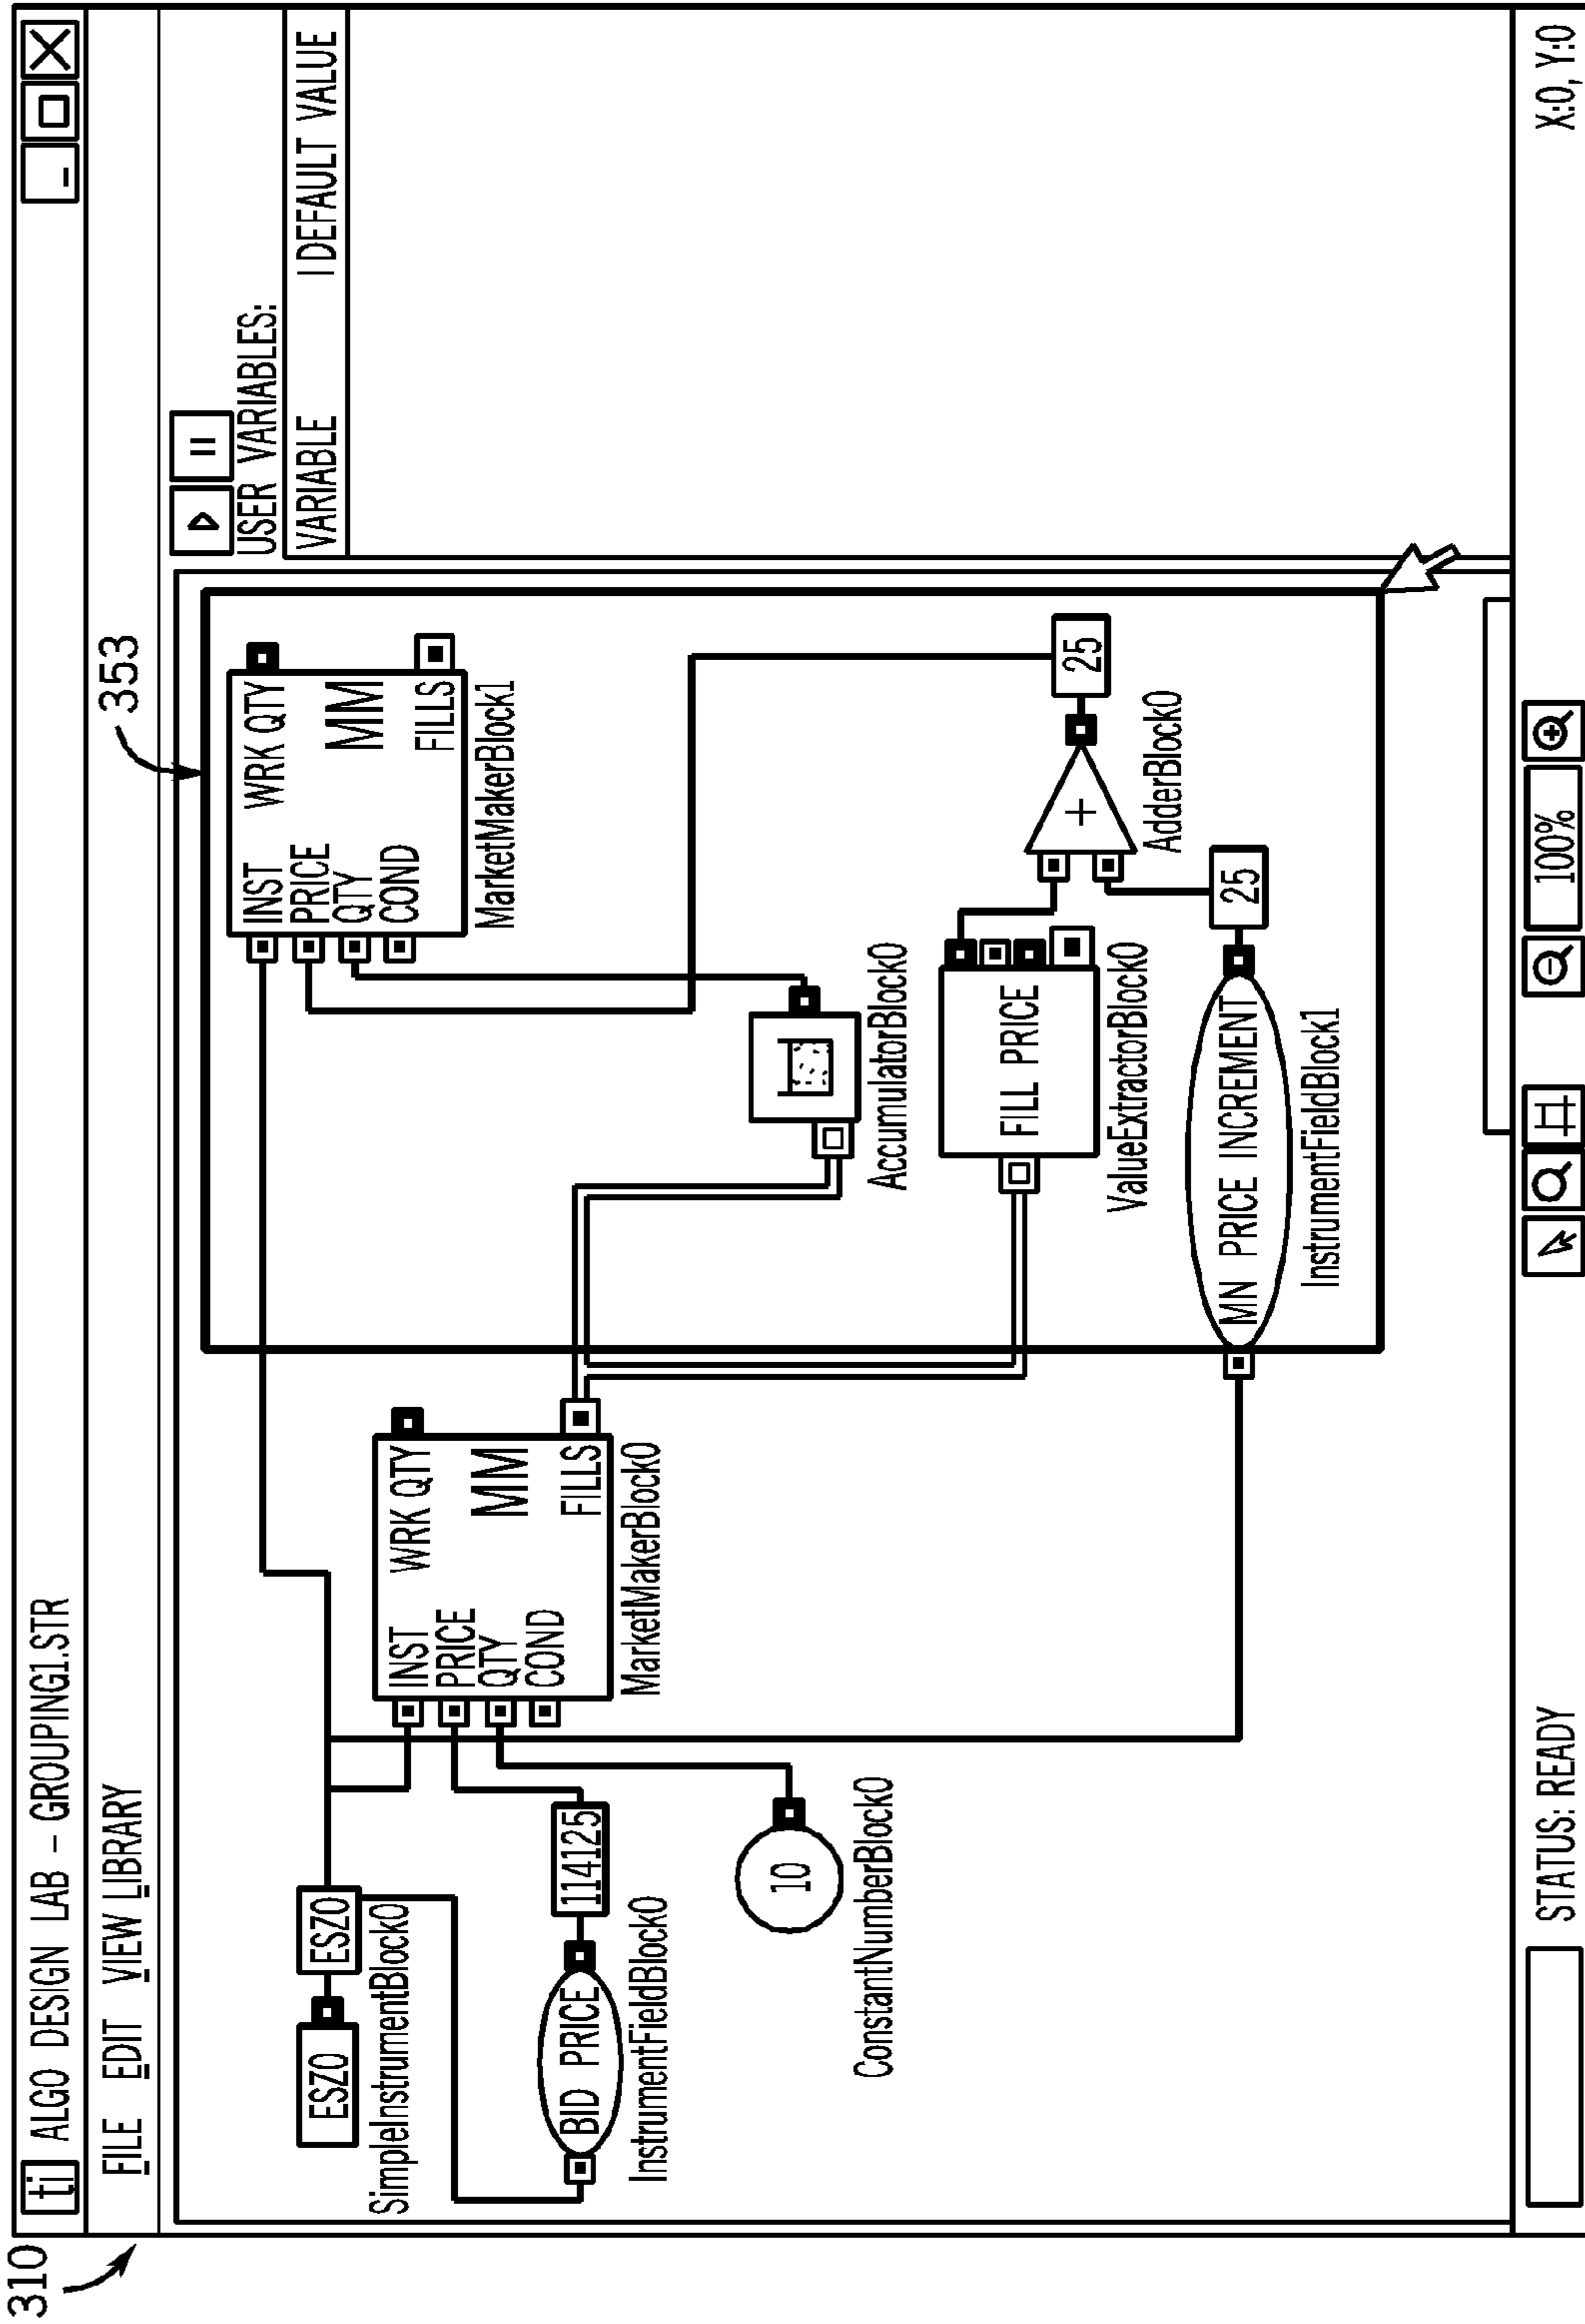 310
ti ALGO DESIGN LAB – GROUPING1.STR
FILE EDIT VIEW LIBRARY
353
USER VARIABLES:
VARIABLE | DEFAULT VALUE
ESZ0
ESZ0
SimpleInstrumentBlock0
BID PRICE
114125
InstrumentFieldBlock0
10
ConstantNumberBlock0
INST WRK QTY
PRICE
QTY MM
COND
FILLS
MarketMakerBlock0
INST WRK QTY
PRICE
QTY MM
COND
FILLS
MarketMakerBlock1
AccumulatorBlock0
FILL PRICE
ValueExtractorBlock0
+
25
AdderBlock0
MN PRICE INCREMENT
25
InstrumentFieldBlock1
STATUS: READY
100%
X:0, Y:0